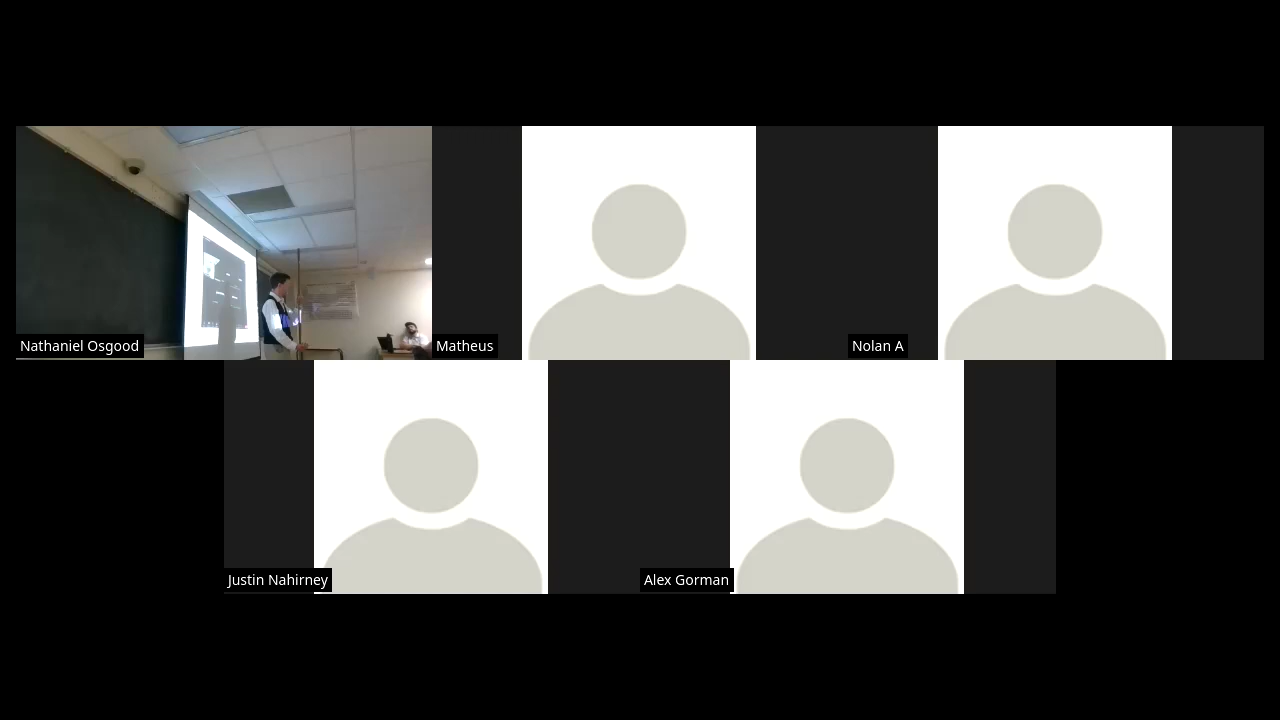 Nathaniel Osgood
Matheus
Nolan A
Justin Nahirney
Alex Gorman